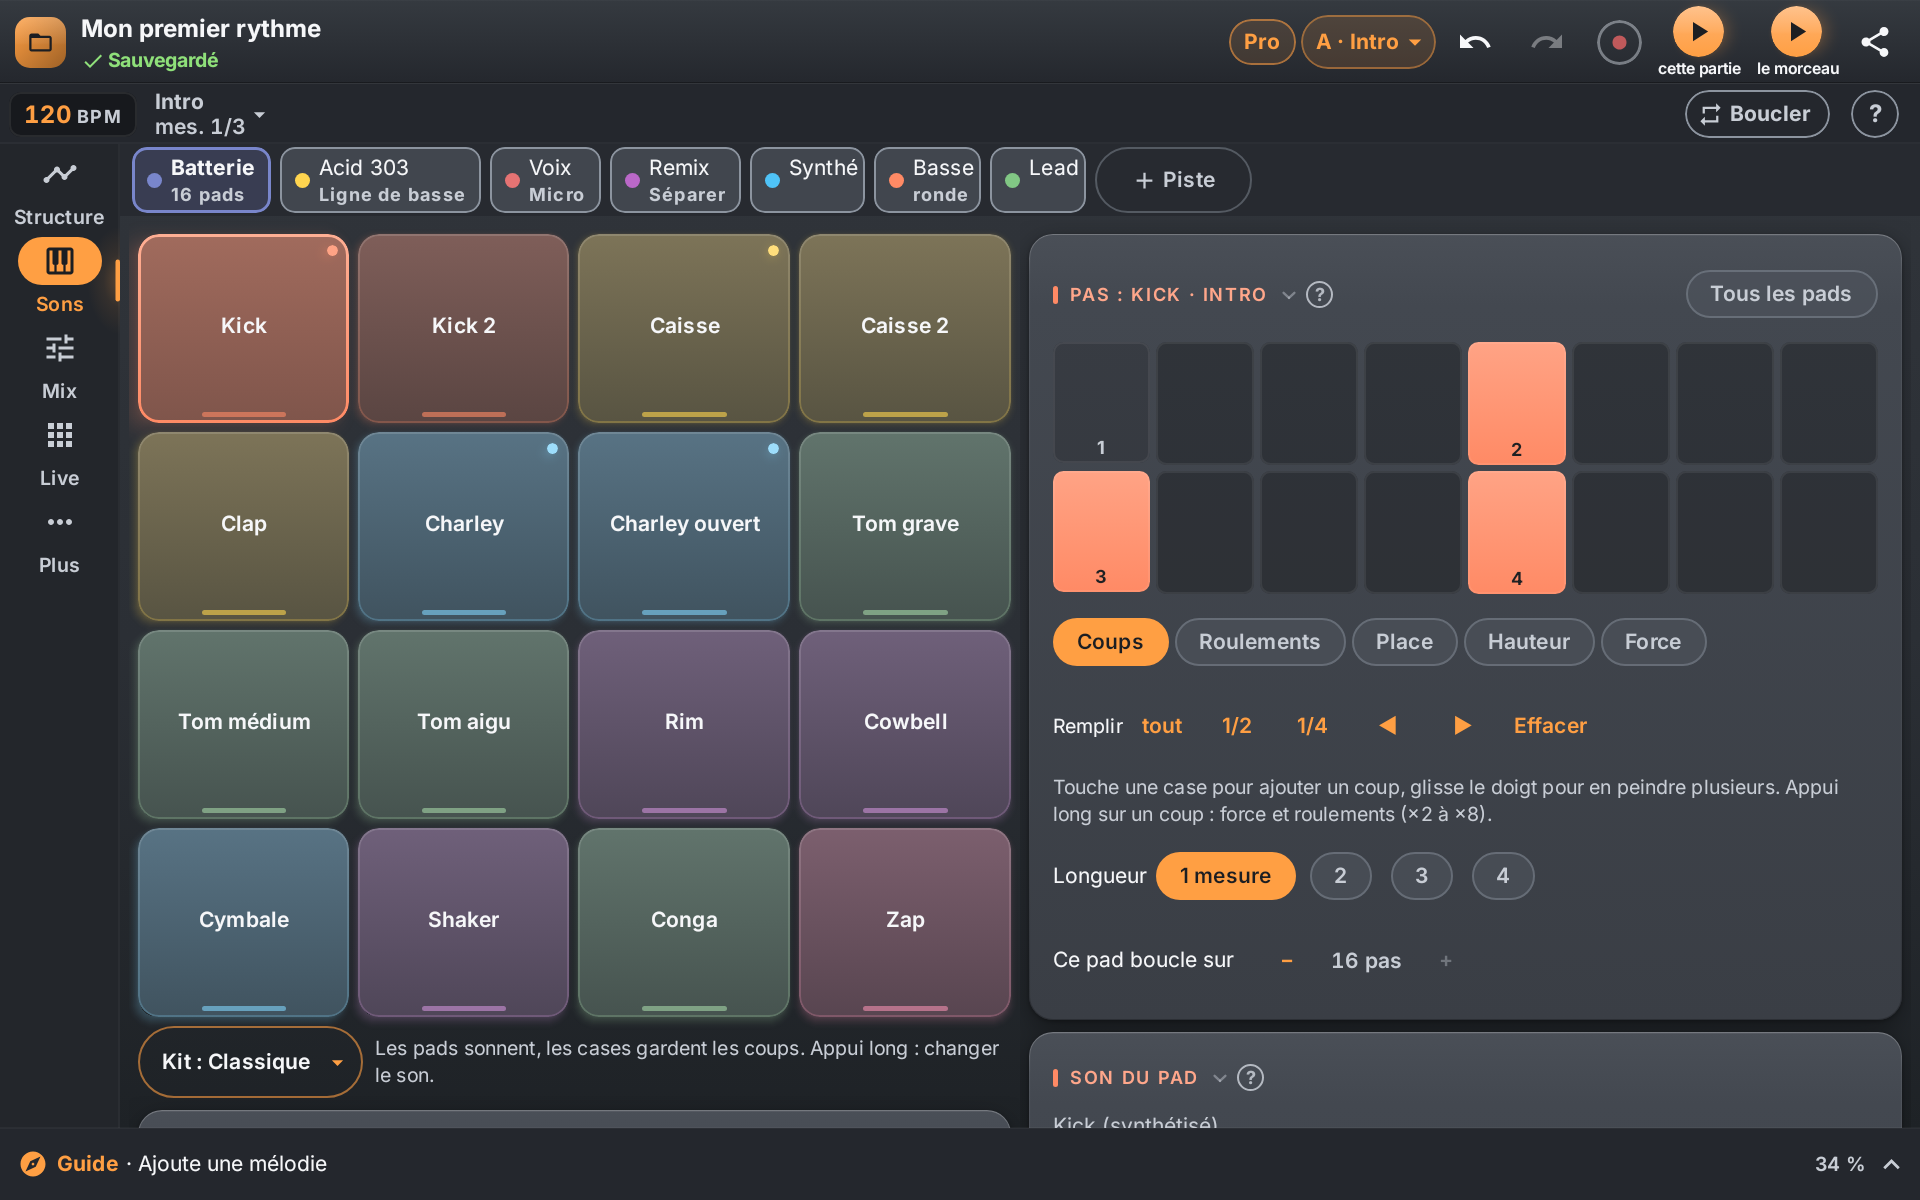 Mon premier rythme
Sauvegardé
Pro
A · Intro
cette partie
le morceau
120 BPM
Intro
mes. 1/3
Boucler
?
Structure
Sons
Mix
Live
Plus
Batterie
16 pads
Acid 303
Ligne de basse
Voix
Micro
Remix
Séparer
Synthé
Basse
ronde
Lead
+ Piste
Kick
Kick 2
Caisse
Caisse 2
Clap
Charley
Charley ouvert
Tom grave
Tom médium
Tom aigu
Rim
Cowbell
Cymbale
Shaker
Conga
Zap
Kit : Classique
Les pads sonnent, les cases gardent les coups. Appui long : changer
le son.
PAS : KICK · INTRO
?
Tous les pads
1
2
3
4
Coups
Roulements
Place
Hauteur
Force
Remplir
tout
1/2
1/4
◀
▶
Effacer
Touche une case pour ajouter un coup, glisse le doigt pour en peindre plusieurs. Appui
long sur un coup : force et roulements (×2 à ×8).
Longueur
1 mesure
2
3
4
Ce pad boucle sur
−
16 pas
+
SON DU PAD
?
Kick (synthétisé)
Guide · Ajoute une mélodie
34 %